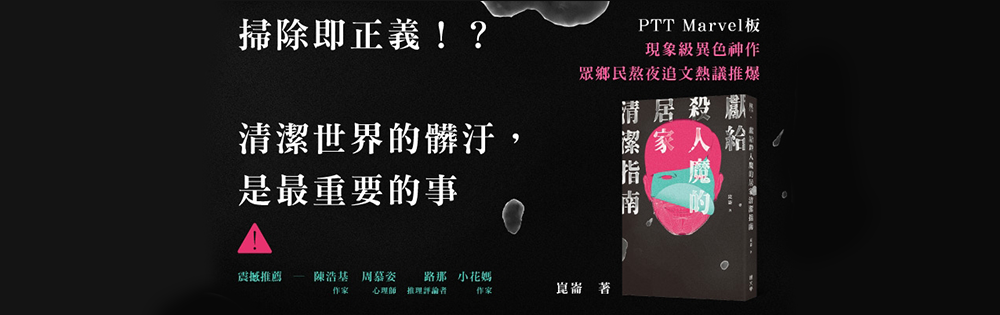 掃除即正義！？
清潔世界的髒汙，
是最重要的事
震撼推薦 — 陳浩基 周慕姿 路那 小花媽
作家 心理師 推理評論者 作家
PTT Marvel板
現象級異色神作
眾鄉民熬夜追文熱議推爆
獻給
殺人魔的
居家
清潔指南
崑崙 著